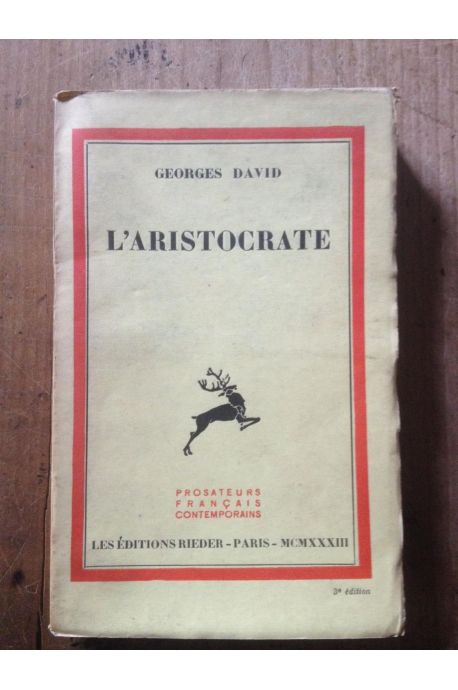 GEORGES DAVID
L'ARISTOCRATE
PROSATEURS
FRANÇAIS
CONTEMPORAINS
LES ÉDITIONS RIEDER – PARIS – MCMXXXIII
3e édition